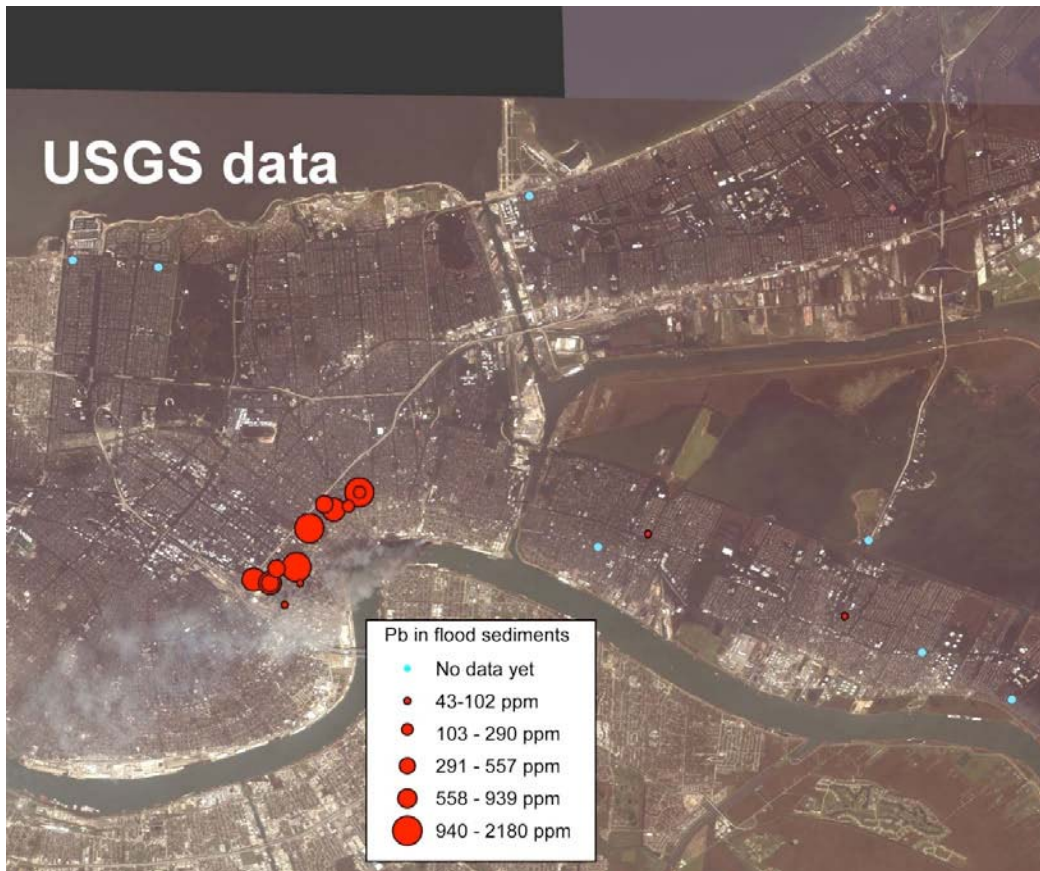 USGS data
Pb in flood sediments
No data yet
43-102 ppm
103 - 290 ppm
291 - 557 ppm
558 - 939 ppm
940 - 2180 ppm